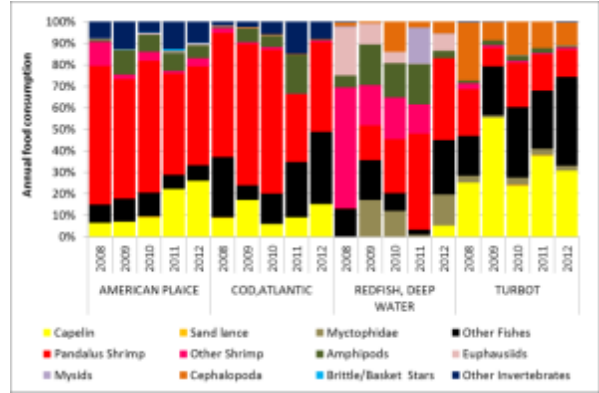 Annual food consumption
100%
90%
80%
70%
60%
50%
40%
30%
20%
10%
0%
2008 2009 2010 2011 2012 2008 2009 2010 2011 2012 2008 2009 2010 2011 2012 2008 2009 2010 2011 2012
AMERICAN PLAICE COD,ATLANTIC REDFISH, DEEP WATER TURBOT
Capelin Sand lance Myctophidae Other Fishes
Pandalus Shrimp Other Shrimp Amphipods Euphausiids
Mysids Cephalopoda Brittle/Basket Stars Other Invertebrates